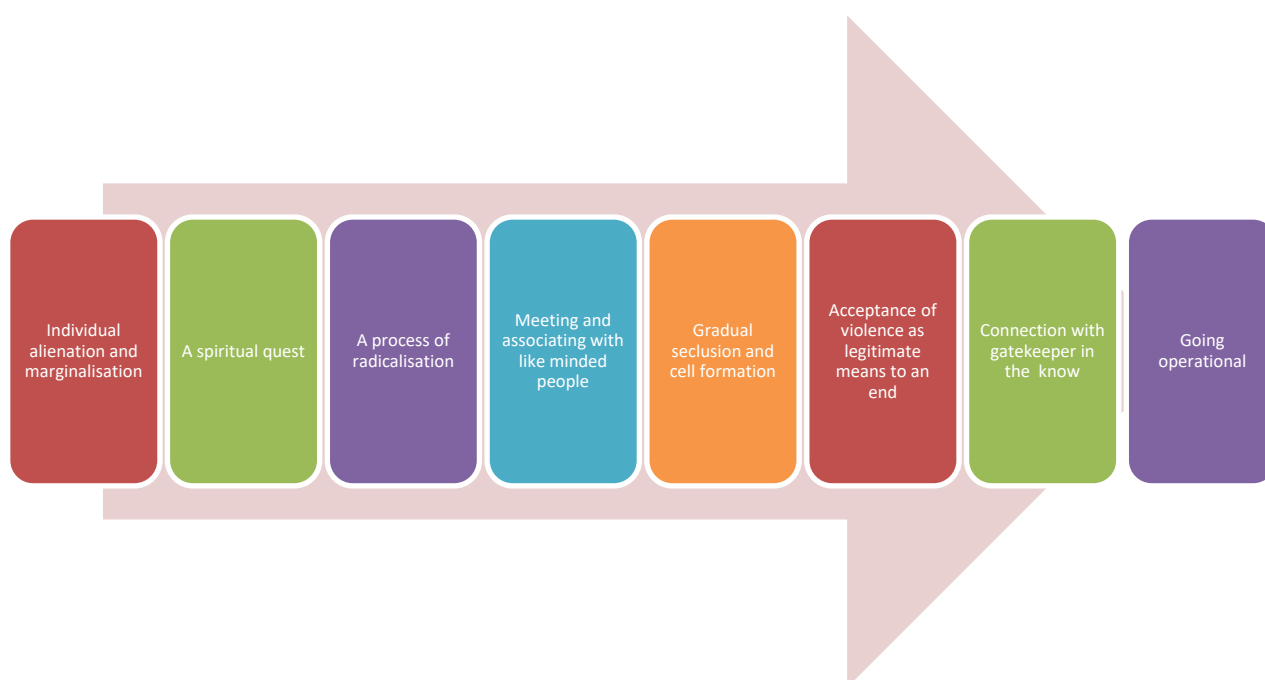 Individual
alienation and
marginalisation
A spiritual quest
A process of
radicalisation
Meeting and
associating with
like minded
people
Gradual
seclusion and
cell formation
Acceptance of
violence as
legitimate
means to an
end
Connection with
gatekeeper in
the  know
Going
operational